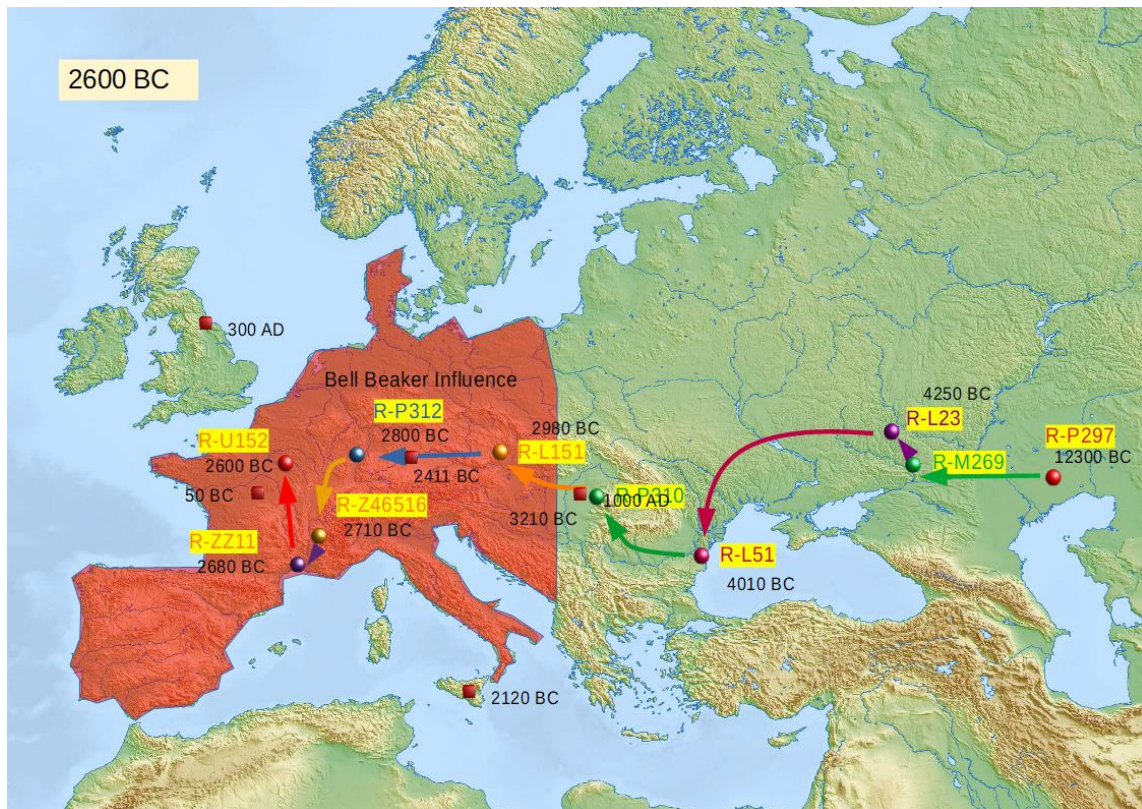 2600 BC
300 AD
Bell Beaker Influence
R-P312
2800 BC
2980 BC
R-L151
2411 BC
R-U152
2600 BC
50 BC
R-Z46516
2710 BC
R-ZZ11
2680 BC
3210 BC
R-P310
1000 AD
4250 BC
R-L23
R-P297
12300 BC
R-M269
R-L51
4010 BC
2120 BC